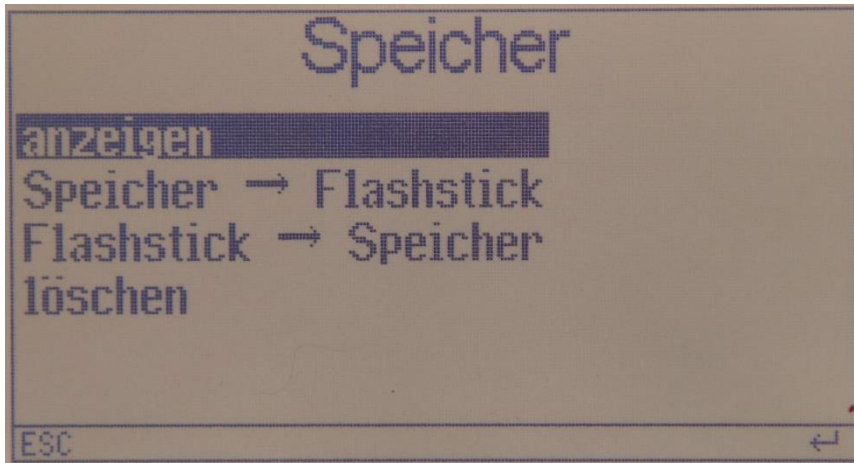 Speicher
anzeigen
Speicher → Flashstick
Flashstick → Speicher
löschen
ESC ↵